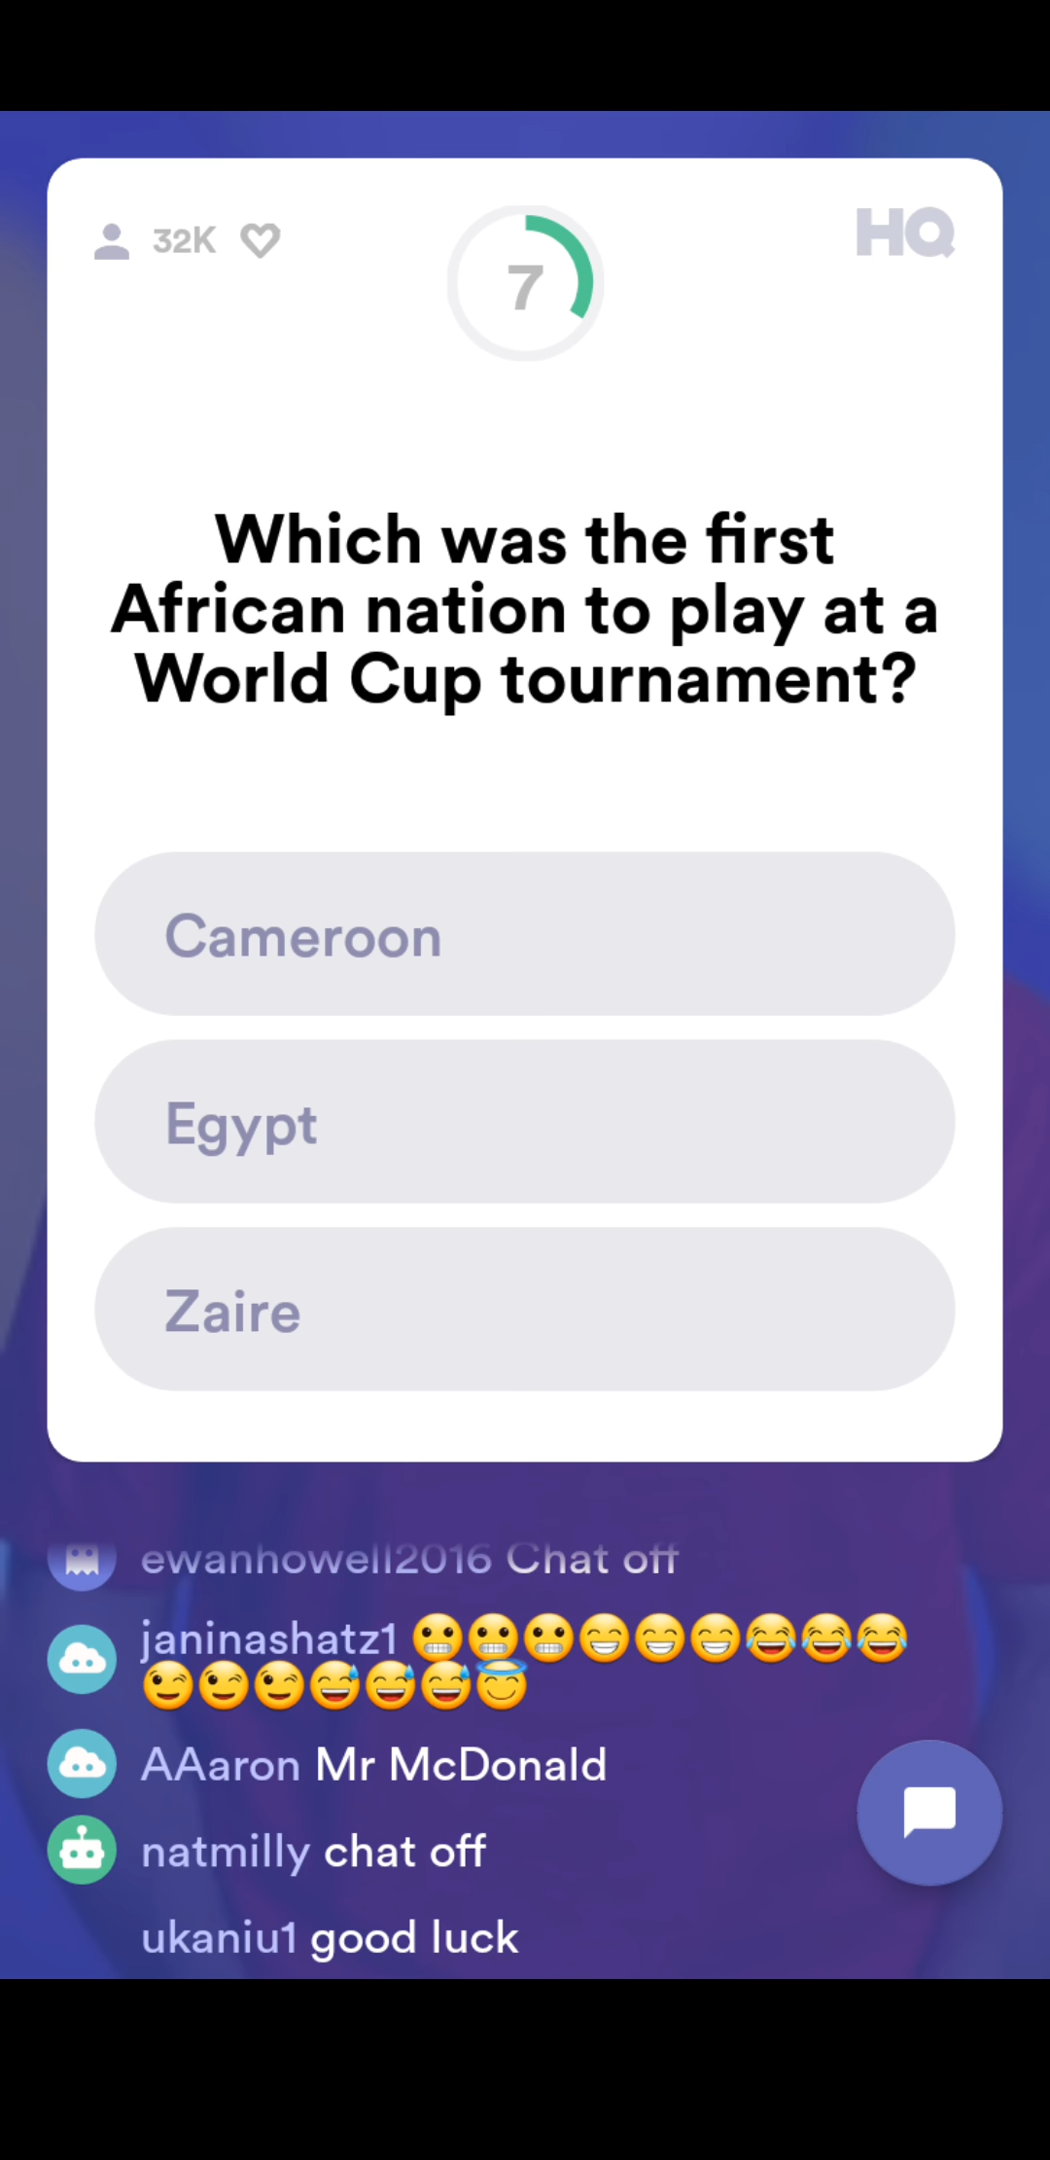 32K
7
HQ
Which was the first
African nation to play at a
World Cup tournament?
Cameroon
Egypt
Zaire
ewanhowell2016 Chat off
janinashatz1 😬😬😬😁😁😁😂😂😂
😉😉😉😅😅😅😇
AAaron Mr McDonald
natmilly chat off
ukaniu1 good luck